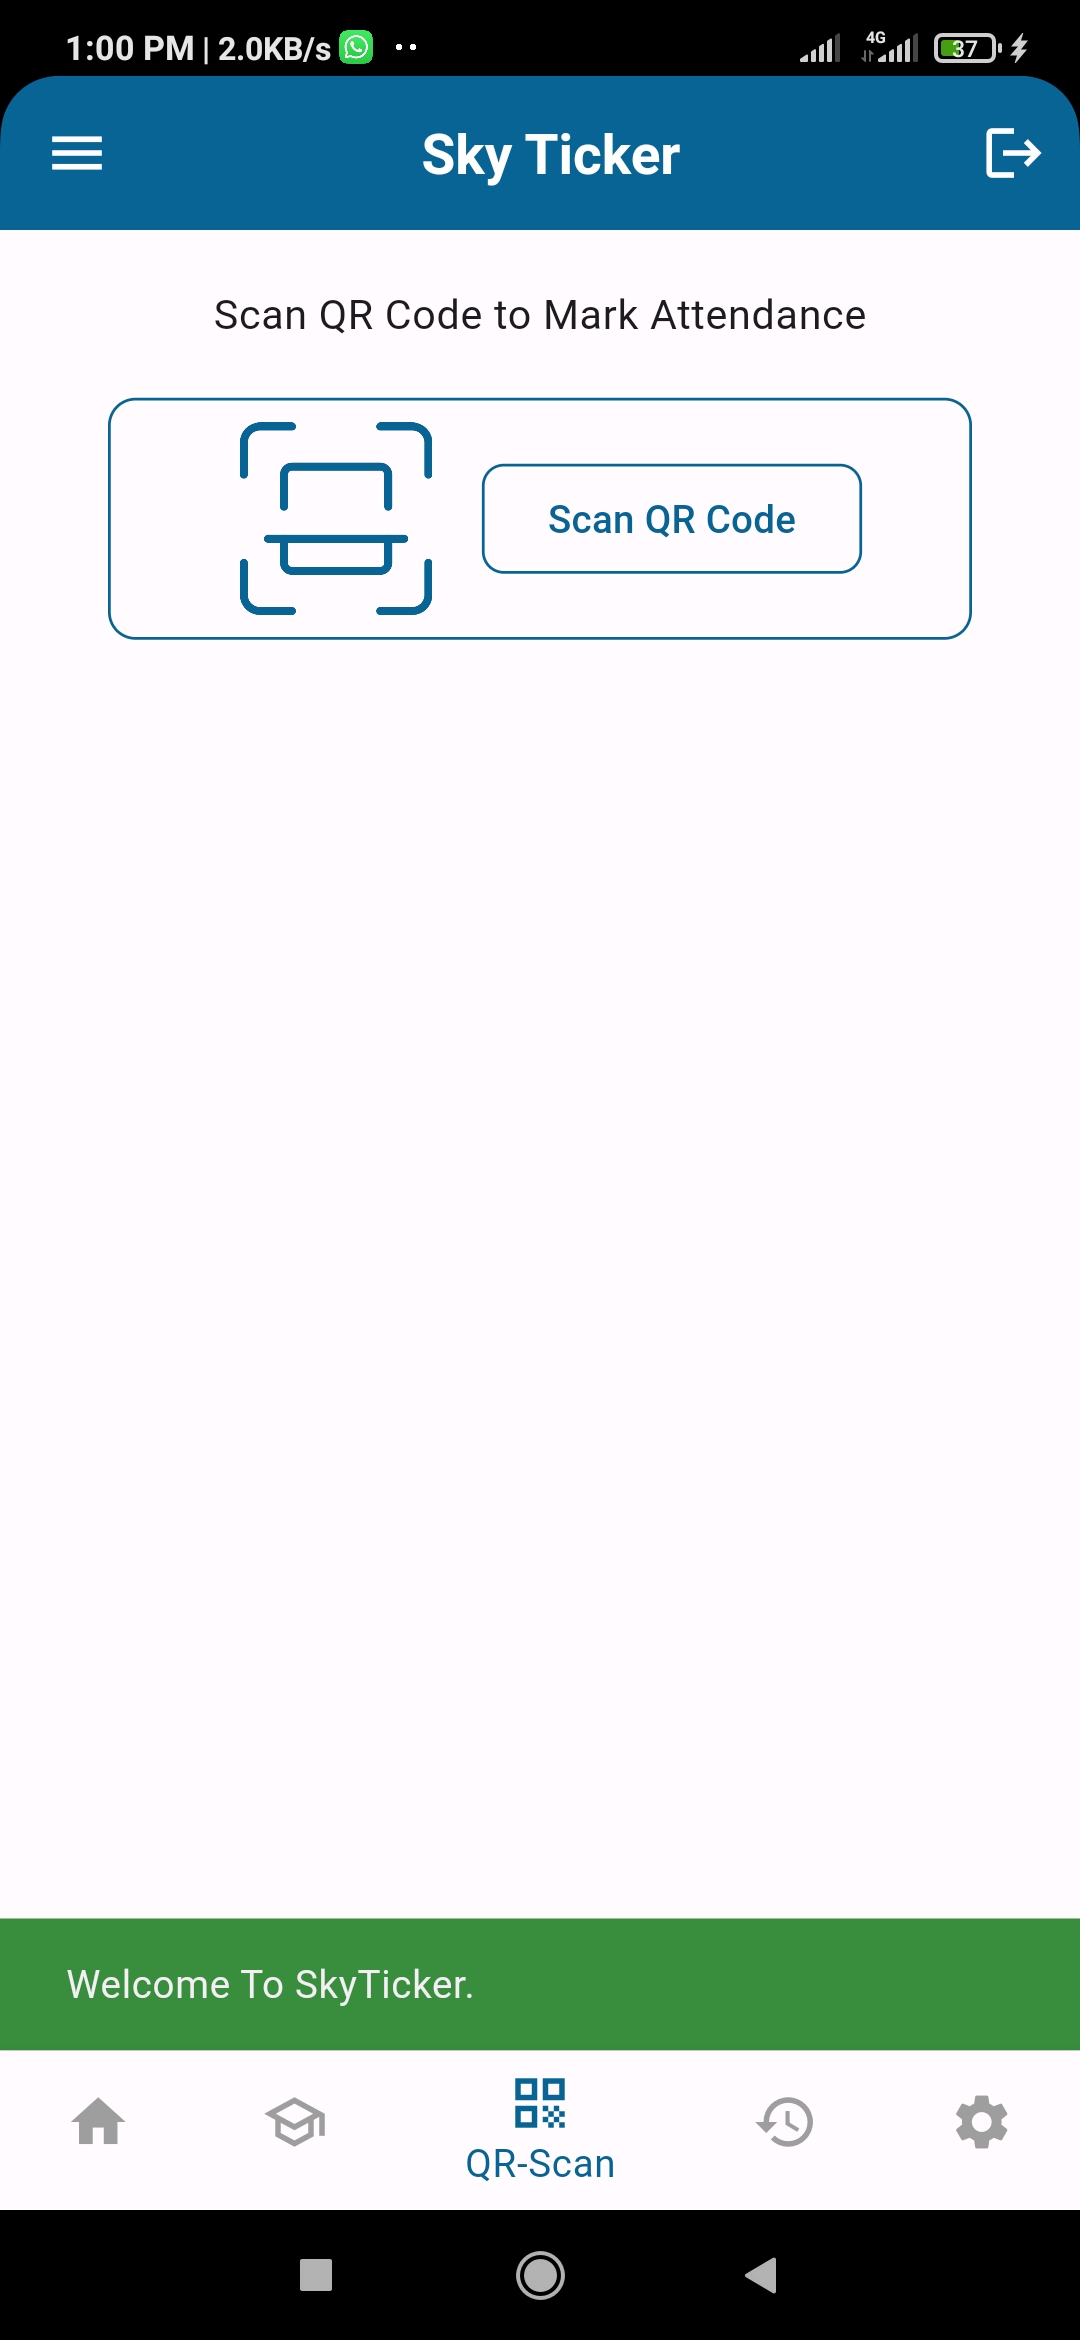 1:00 PM | 2.0KB/s
4G
37
Sky Ticker
Scan QR Code to Mark Attendance
Scan QR Code
Welcome To SkyTicker.
QR-Scan